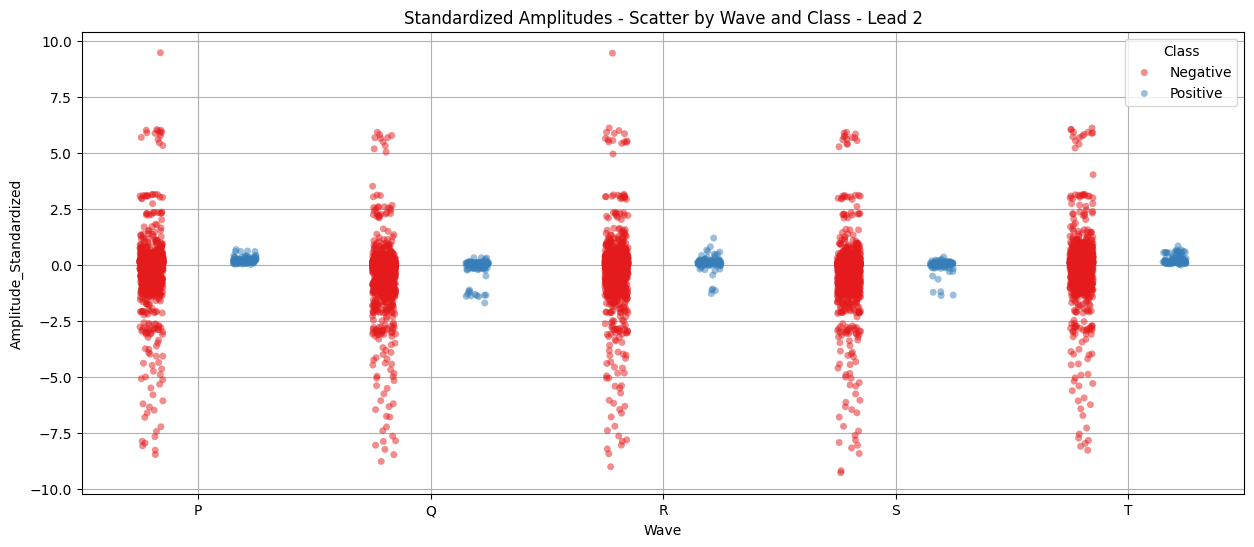 Standardized Amplitudes - Scatter by Wave and Class - Lead 2
Class
Negative
Positive
Amplitude_Standardized
10.0
7.5
5.0
2.5
0.0
−2.5
−5.0
−7.5
−10.0
P Q R S T
Wave